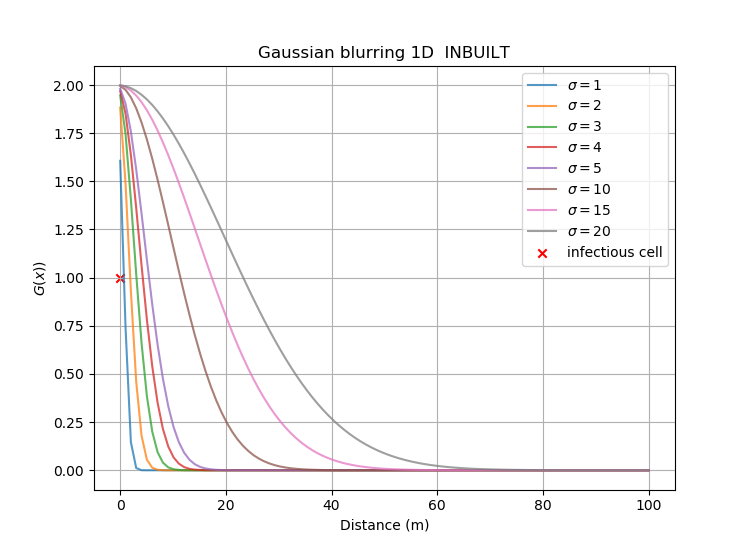 Gaussian blurring 1D  INBUILT
G(x))
2.00
1.75
1.50
1.25
1.00
0.75
0.50
0.25
0.00
0 20 40 60 80 100
Distance (m)
σ = 1
σ = 2
σ = 3
σ = 4
σ = 5
σ = 10
σ = 15
σ = 20
infectious cell